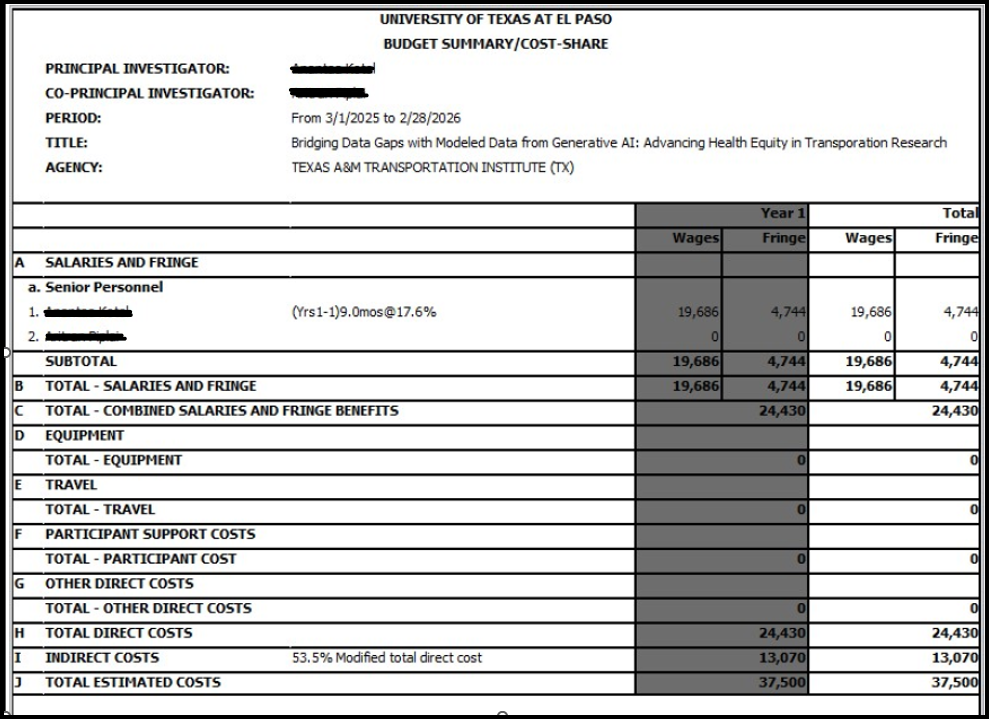 UNIVERSITY OF TEXAS AT EL PASO
BUDGET SUMMARY/COST-SHARE
PRINCIPAL INVESTIGATOR:
CO-PRINCIPAL INVESTIGATOR:
PERIOD: From 3/1/2025 to 2/28/2026
TITLE: Bridging Data Gaps with Modeled Data from Generative AI: Advancing Health Equity in Transporation Research
AGENCY: TEXAS A&M TRANSPORTATION INSTITUTE (TX)
Year 1 Total
Wages Fringe Wages Fringe
A SALARIES AND FRINGE
a. Senior Personnel
1. (Yrs1-1)9.0mos@17.6% 19,686 4,744 19,686 4,744
2. 0 0 0 0
SUBTOTAL 19,686 4,744 19,686 4,744
B TOTAL - SALARIES AND FRINGE 19,686 4,744 19,686 4,744
C TOTAL - COMBINED SALARIES AND FRINGE BENEFITS 24,430 24,430
D EQUIPMENT
TOTAL - EQUIPMENT 0 0
E TRAVEL
TOTAL - TRAVEL 0 0
F PARTICIPANT SUPPORT COSTS
TOTAL - PARTICIPANT COST 0 0
G OTHER DIRECT COSTS
TOTAL - OTHER DIRECT COSTS 0 0
H TOTAL DIRECT COSTS 24,430 24,430
I INDIRECT COSTS 53.5% Modified total direct cost 13,070 13,070
J TOTAL ESTIMATED COSTS 37,500 37,500